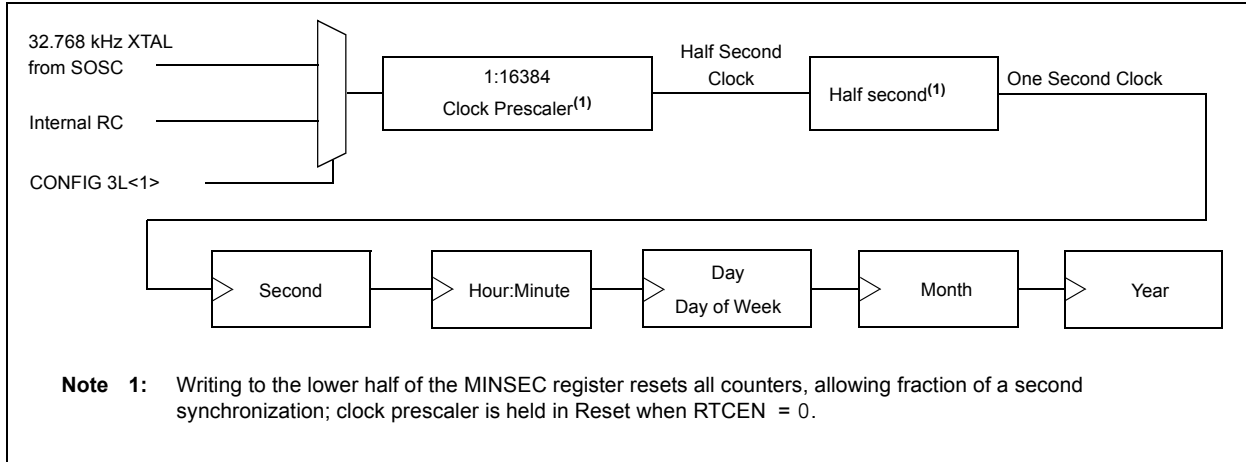 32.768 kHz XTAL
from SOSC
Internal RC
CONFIG 3L<1>
1:16384
Clock Prescaler(1)
Half Second
Clock
Half second(1)
One Second Clock
Second
Hour:Minute
Day
Day of Week
Month
Year
Note 1: Writing to the lower half of the MINSEC register resets all counters, allowing fraction of a second
synchronization; clock prescaler is held in Reset when RTCEN = 0.